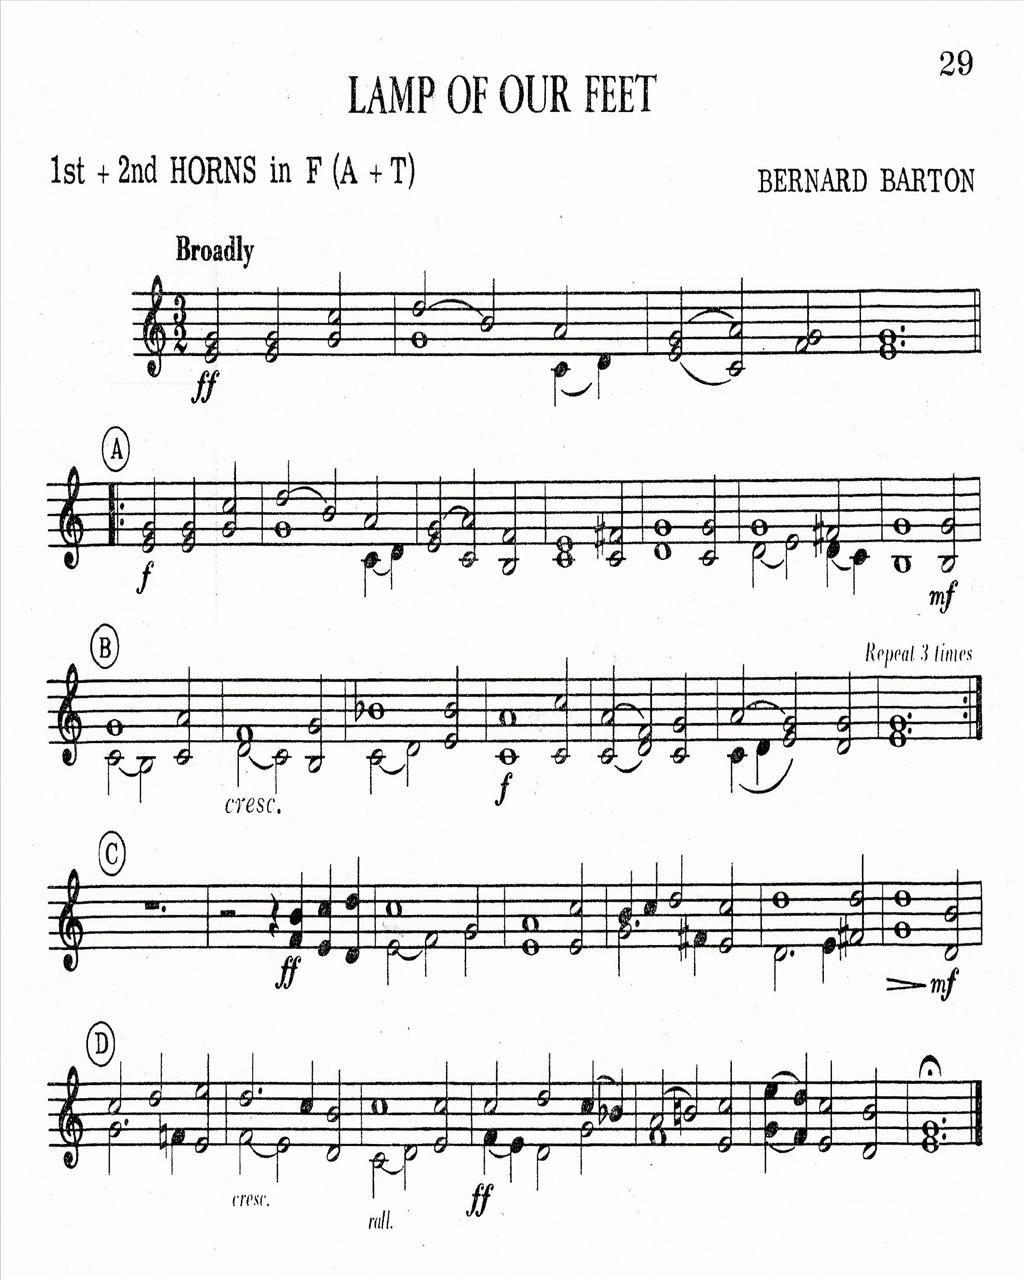 29
LAMP OF OUR FEET
1st + 2nd HORNS in F (A + T)
BERNARD BARTON
Broadly
3
2
ff
A
f
mf
B
Repeat 3 times
cresc.
f
C
ff
mf
D
cresc.
rall.
ff